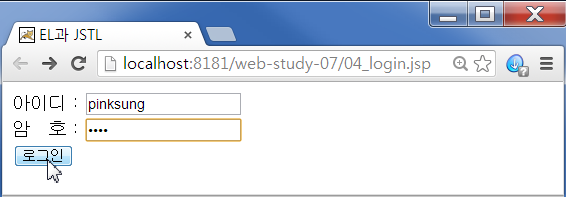 EL과 JSTL
localhost:8181/web-study-07/04_login.jsp
아이디 : pinksung
암 호 : ••••
로그인